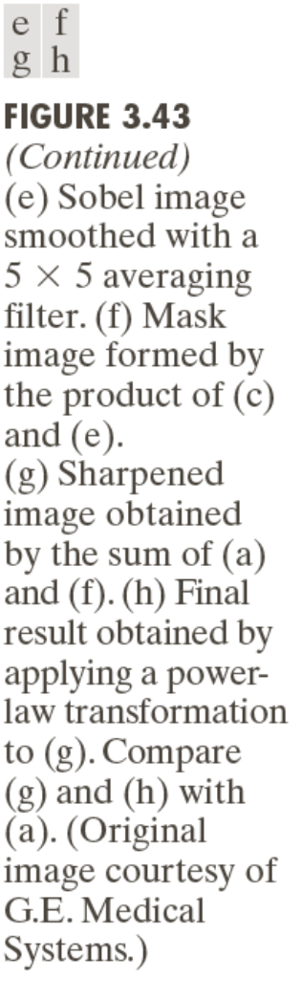 e f
g h
FIGURE 3.43
(Continued)
(e) Sobel image
smoothed with a
5 × 5 averaging
filter. (f) Mask
image formed by
the product of (c)
and (e).
(g) Sharpened
image obtained
by the sum of (a)
and (f). (h) Final
result obtained by
applying a power-
law transformation
to (g). Compare
(g) and (h) with
(a). (Original
image courtesy of
G.E. Medical
Systems.)